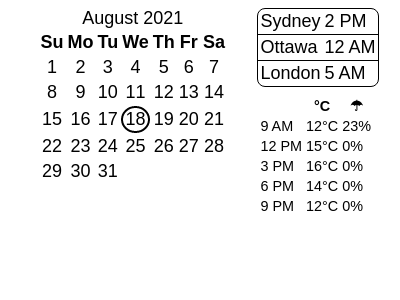 August 2021
Su Mo Tu We Th Fr Sa
1 2 3 4 5 6 7
8 9 10 11 12 13 14
15 16 17 18 19 20 21
22 23 24 25 26 27 28
29 30 31
Sydney 2 PM
Ottawa 12 AM
London 5 AM
°C ☂
9 AM 12°C 23%
12 PM 15°C 0%
3 PM 16°C 0%
6 PM 14°C 0%
9 PM 12°C 0%